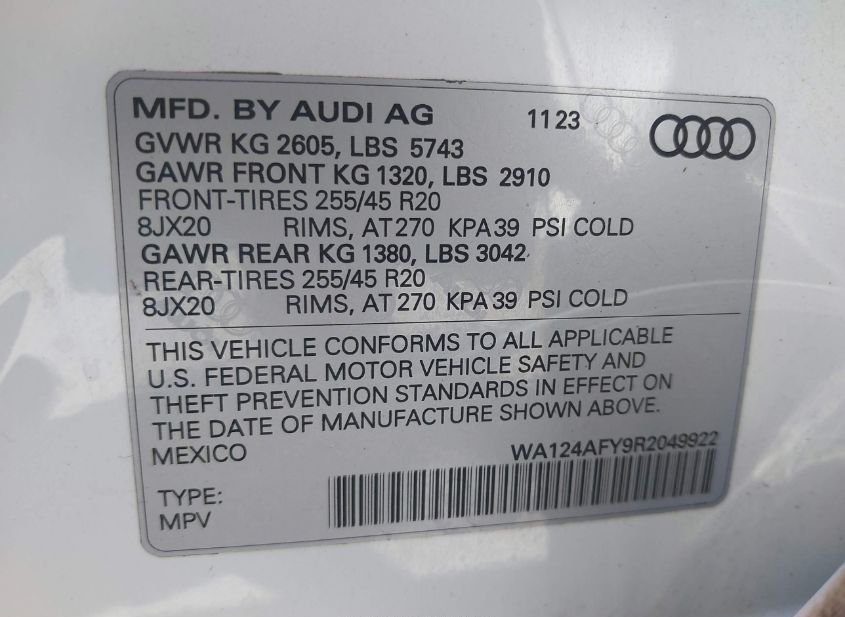 MFD. BY AUDI AG 1123
GVWR KG 2605, LBS 5743
GAWR FRONT KG 1320, LBS 2910
FRONT-TIRES 255/45 R20
8JX20 RIMS, AT 270 KPA 39 PSI COLD
GAWR REAR KG 1380, LBS 3042
REAR-TIRES 255/45 R20
8JX20 RIMS, AT 270 KPA 39 PSI COLD
THIS VEHICLE CONFORMS TO ALL APPLICABLE
U.S. FEDERAL MOTOR VEHICLE SAFETY AND
THEFT PREVENTION STANDARDS IN EFFECT ON
THE DATE OF MANUFACTURE SHOWN ABOVE.
MEXICO WA124AFY9R2049922
TYPE:
MPV